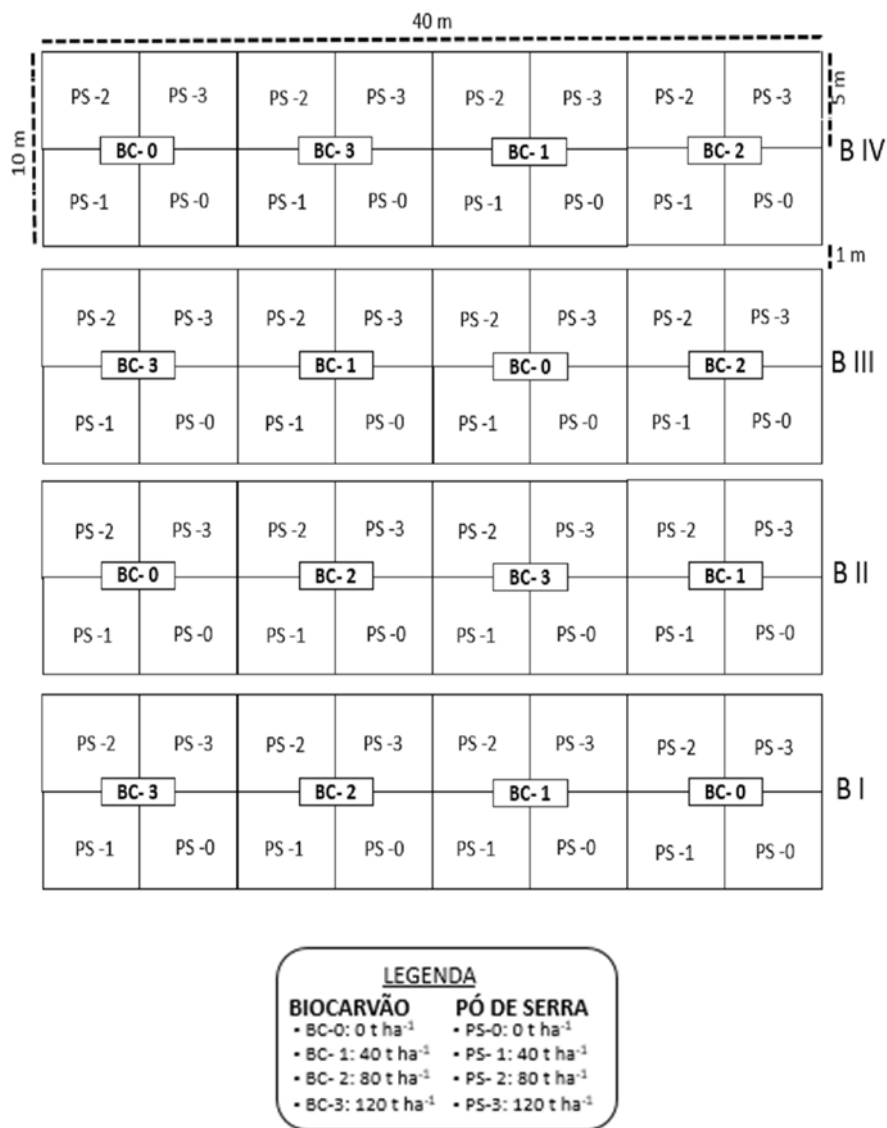 40 m
PS -2 PS -3 PS -2 PS -3 PS -2 PS -3 PS -2 PS -3
5 m
10 m
BC- 0 BC- 3 BC- 1 BC- 2 B IV
PS -1 PS -0 PS -1 PS -0 PS -1 PS -0 PS -1 PS -0
1 m
PS -2 PS -3 PS -2 PS -3 PS -2 PS -3 PS -2 PS -3
BC- 3 BC- 1 BC- 0 BC- 2 B III
PS -1 PS -0 PS -1 PS -0 PS -1 PS -0 PS -1 PS -0
PS -2 PS -3 PS -2 PS -3 PS -2 PS -3 PS -2 PS -3
BC- 0 BC- 2 BC- 3 BC- 1 B II
PS -1 PS -0 PS -1 PS -0 PS -1 PS -0 PS -1 PS -0
PS -2 PS -3 PS -2 PS -3 PS -2 PS -3 PS -2 PS -3
BC- 3 BC- 2 BC- 1 BC- 0 B I
PS -1 PS -0 PS -1 PS -0 PS -1 PS -0 PS -1 PS -0
LEGENDA
BIOCARVÃO PÓ DE SERRA
• BC-0: 0 t ha⁻¹ • PS-0: 0 t ha⁻¹
• BC- 1: 40 t ha⁻¹ • PS- 1: 40 t ha⁻¹
• BC- 2: 80 t ha⁻¹ • PS- 2: 80 t ha⁻¹
• BC-3: 120 t ha⁻¹ • PS-3: 120 t ha⁻¹